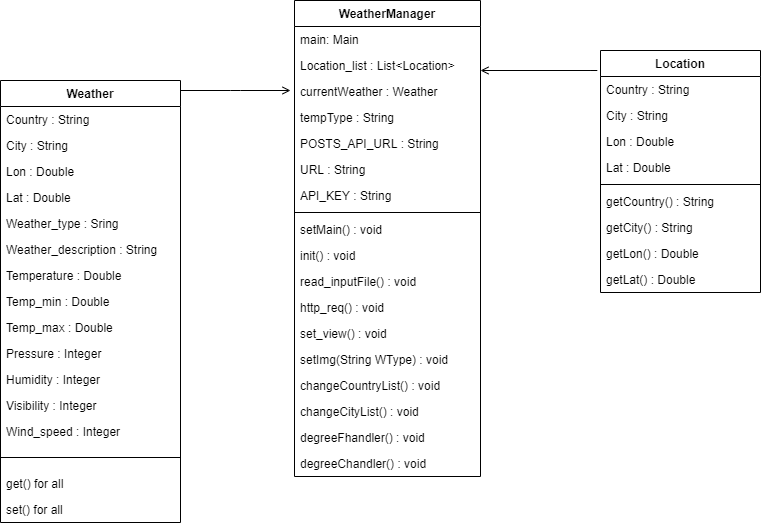 WeatherManager
main: Main
Location_list : List<Location>
currentWeather : Weather
tempType : String
POSTS_API_URL : String
URL : String
API_KEY : String
setMain() : void
init() : void
read_inputFile() : void
http_req() : void
set_view() : void
setImg(String WType) : void
changeCountryList() : void
changeCityList() : void
degreeFhandler() : void
degreeChandler() : void
Location
Country : String
City : String
Lon : Double
Lat : Double
getCountry() : String
getCity() : String
getLon() : Double
getLat() : Double
Weather
Country : String
City : String
Lon : Double
Lat : Double
Weather_type : Sring
Weather_description : String
Temperature : Double
Temp_min : Double
Temp_max : Double
Pressure : Integer
Humidity : Integer
Visibility : Integer
Wind_speed : Integer
get() for all
set() for all